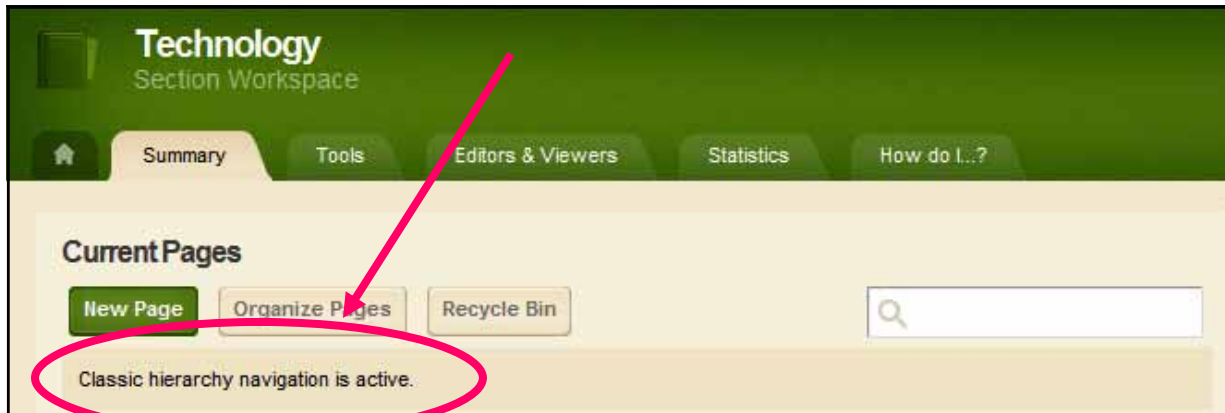 Technology
Section Workspace
Summary Tools Editors & Viewers Statistics How do I...?
Current Pages
New Page Organize Pages Recycle Bin
Classic hierarchy navigation is active.